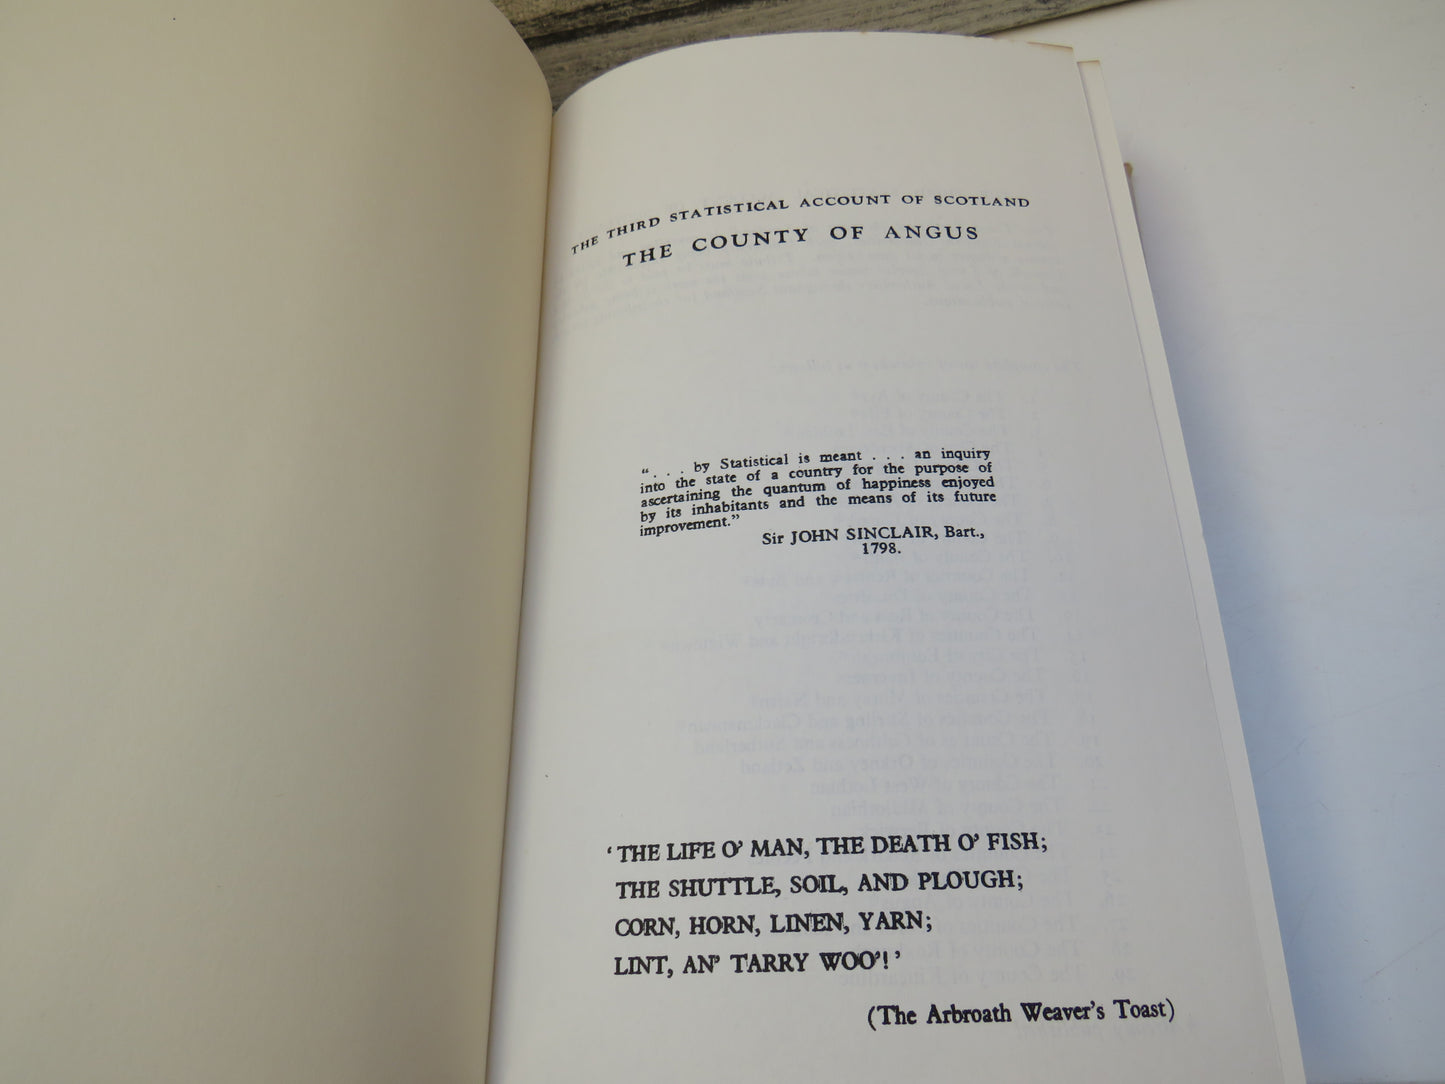 THE THIRD STATISTICAL ACCOUNT OF SCOTLAND
THE COUNTY OF ANGUS
“. . . by Statistical is meant . . . an inquiry
into the state of a country for the purpose of
ascertaining the quantum of happiness enjoyed
by its inhabitants and the means of its future
improvement.”
Sir JOHN SINCLAIR, Bart.,
1798.
‘ THE LIFE O’ MAN, THE DEATH O’ FISH;
THE SHUTTLE, SOIL, AND PLOUGH;
CORN, HORN, LINEN, YARN;
LINT, AN’ TARRY WOO’! ’
(The Arbroath Weaver’s Toast)